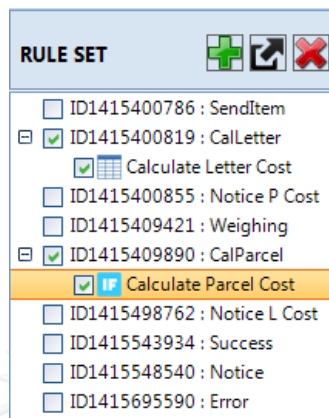 RULE SET
ID1415400786 : SendItem
ID1415400819 : CalLetter
Calculate Letter Cost
ID1415400855 : Notice P Cost
ID1415409421 : Weighing
ID1415409890 : CalParcel
IF Calculate Parcel Cost
ID1415498762 : Notice L Cost
ID1415543934 : Success
ID1415548540 : Notice
ID1415695590 : Error